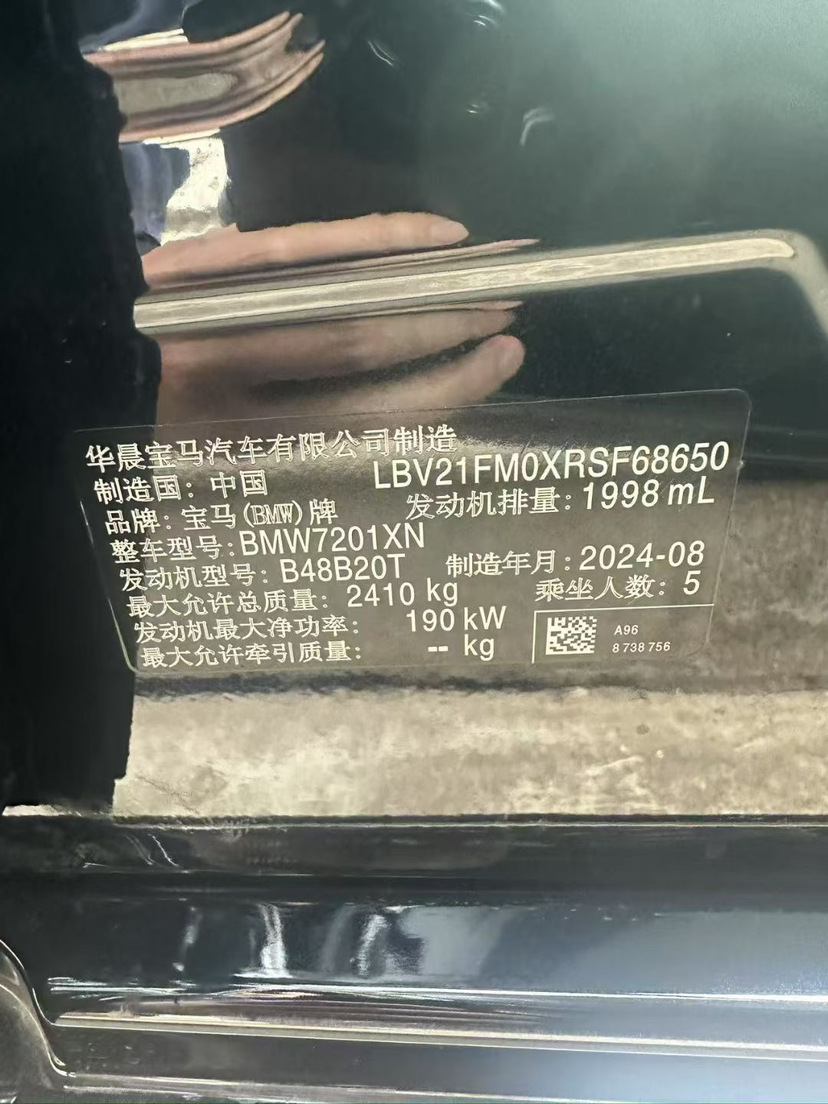 华晨宝马汽车有限公司制造
制造国：中国 LBV21FM0XRSF68650
品牌：宝马(BMW)牌 发动机排量：1998 mL
整车型号：BMW7201XN
发动机型号：B48B20T 制造年月：2024-08
最大允许总质量：2410 kg 乘坐人数：5
发动机最大净功率： 190 kW
最大允许牵引质量： -- kg
A96
8 738 756